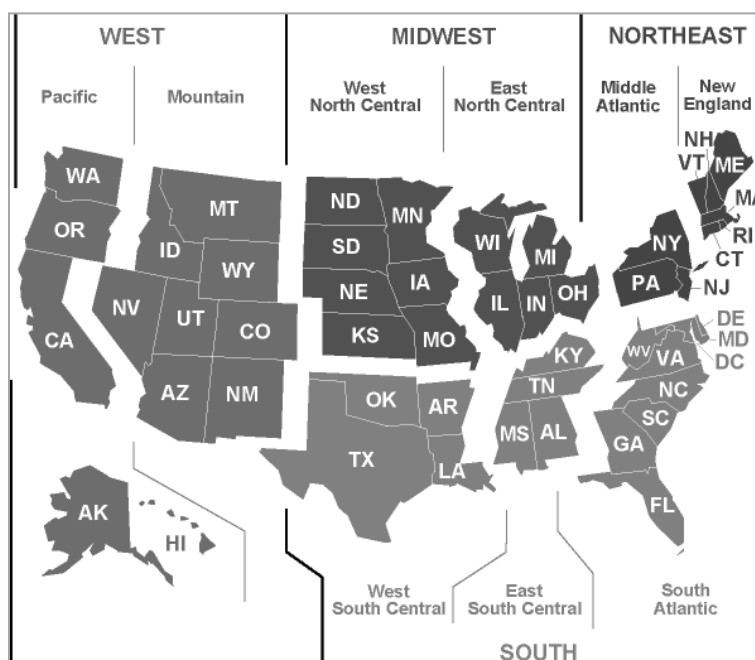 WEST
MIDWEST
NORTHEAST
Pacific
Mountain
West
North Central
East
North Central
Middle
Atlantic
New
England
NH
VT
ME
WA
MT
ND
MN
MA
OR
RI
ID
SD
WI
MI
NY
CT
WY
IA
PA
NJ
NE
IL
IN
OH
NV
UT
CO
CA
KS
MO
DE
MD
DC
KY
WV
VA
AZ
NM
OK
AR
TN
NC
SC
MS
AL
GA
TX
LA
FL
AK
HI
West
South Central
East
South Central
South
Atlantic
SOUTH